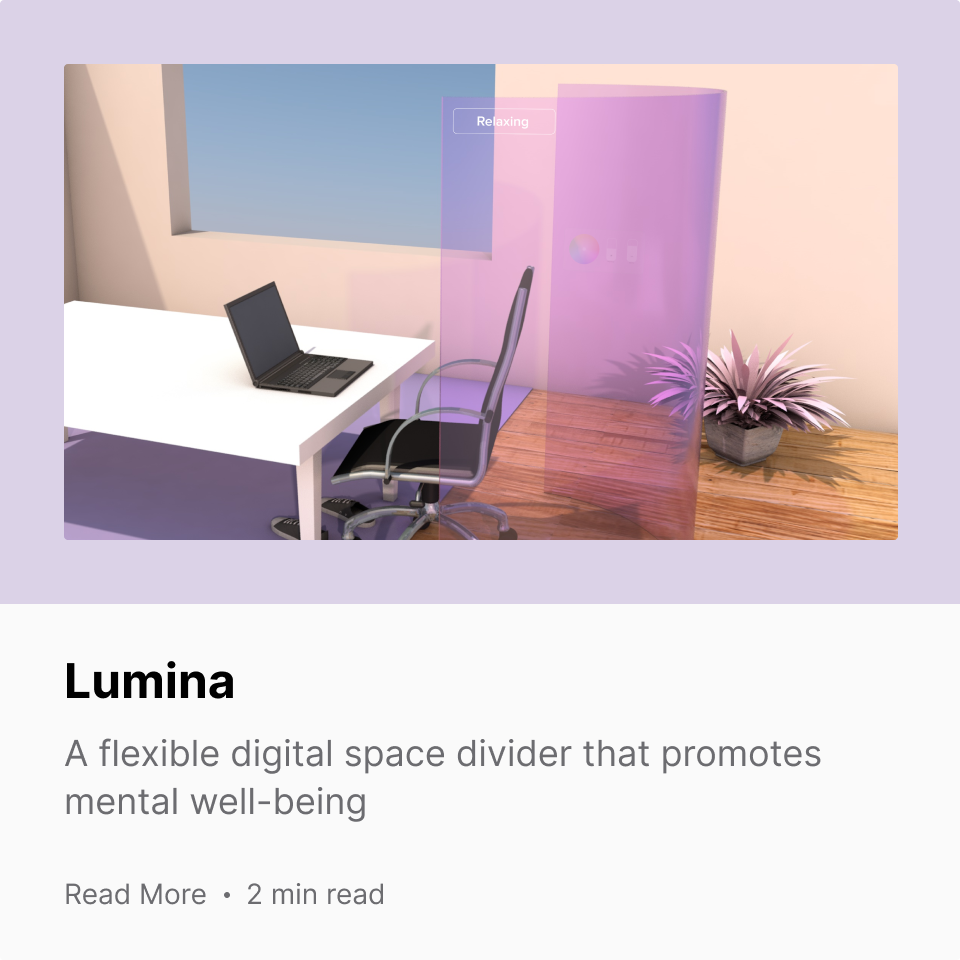 Relaxing
Lumina
A flexible digital space divider that promotes
mental well-being
Read More • 2 min read